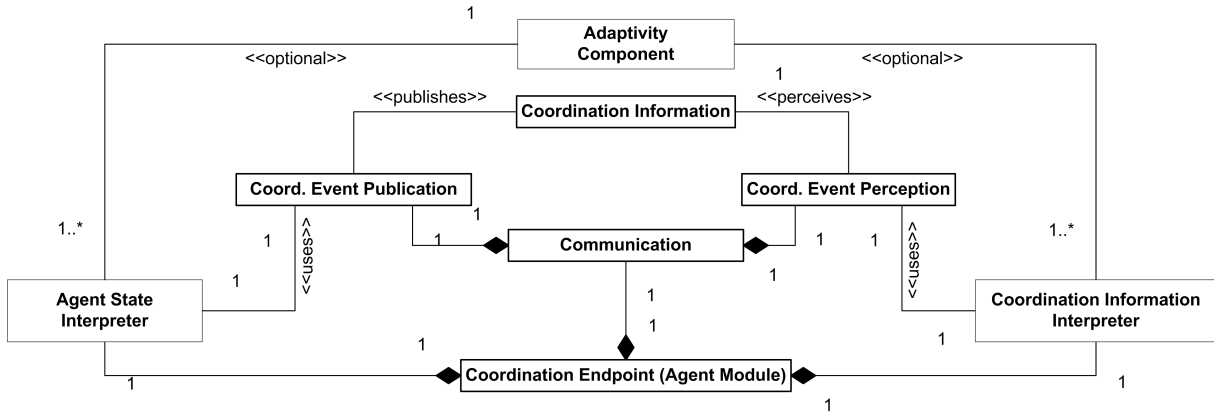 1
Adaptivity
Component
<<optional>>
<<optional>>
1
<<publishes>>
Coordination Information
<<perceives>>
Coord. Event Publication
Coord. Event Perception
1
1..*
1
1
<<uses>>
Communication
1
1
<<uses>>
1..*
1
1
Agent State
Interpreter
1
1
Coordination Information
Interpreter
1
1
1
Coordination Endpoint (Agent Module)
1
1
1